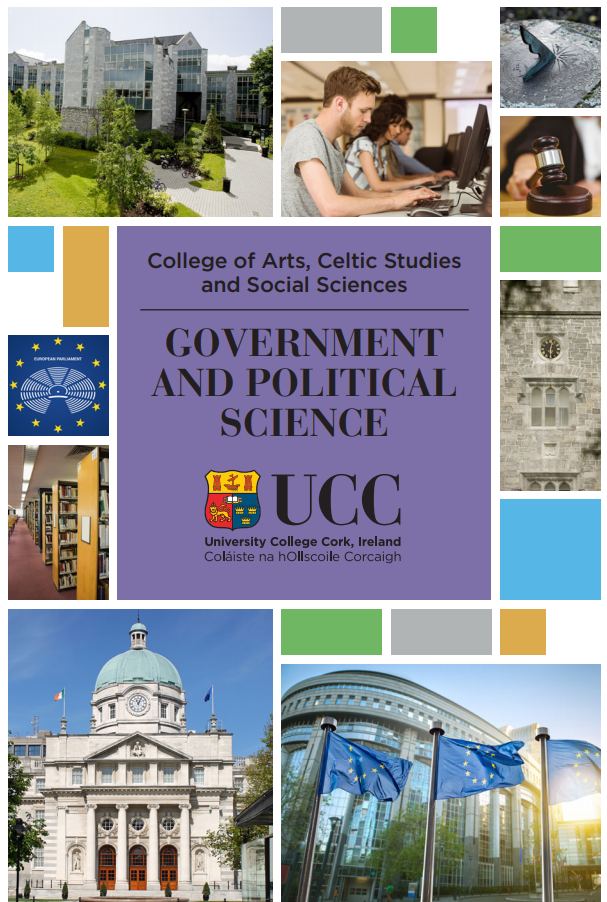 College of Arts, Celtic Studies
and Social Sciences
GOVERNMENT
AND POLITICAL
SCIENCE
EUROPEAN PARLIAMENT
UCC
University College Cork, Ireland
Coláiste na hOllscoile Corcaigh